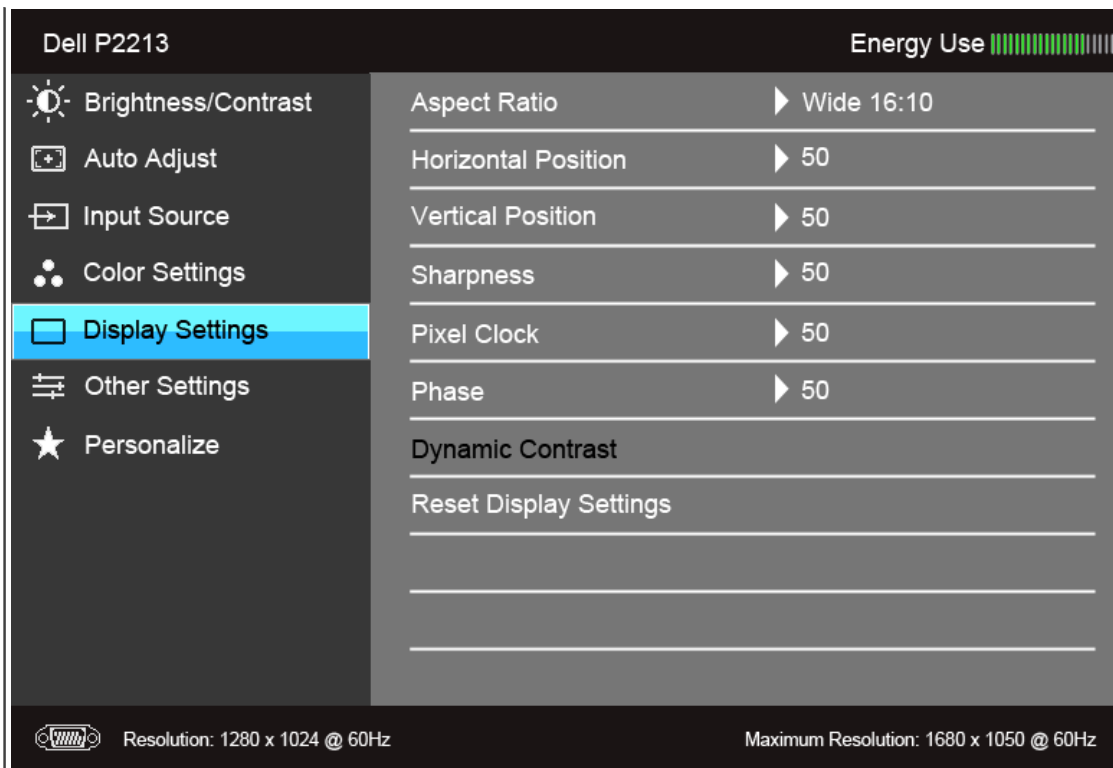 Dell P2213 Energy Use
Brightness/Contrast
Auto Adjust
Input Source
Color Settings
Display Settings
Other Settings
Personalize
Aspect Ratio Wide 16:10
Horizontal Position 50
Vertical Position 50
Sharpness 50
Pixel Clock 50
Phase 50
Dynamic Contrast
Reset Display Settings
Resolution: 1280 x 1024 @ 60Hz Maximum Resolution: 1680 x 1050 @ 60Hz